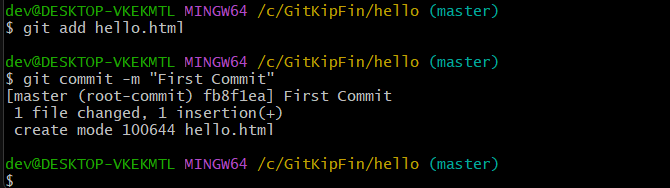 dev@DESKTOP-VKEKMTL MINGW64 /c/GitKipFin/hello (master)
$ git add hello.html
dev@DESKTOP-VKEKMTL MINGW64 /c/GitKipFin/hello (master)
$ git commit -m "First Commit"
[master (root-commit) fb8f1ea] First Commit
 1 file changed, 1 insertion(+)
 create mode 100644 hello.html
dev@DESKTOP-VKEKMTL MINGW64 /c/GitKipFin/hello (master)
$